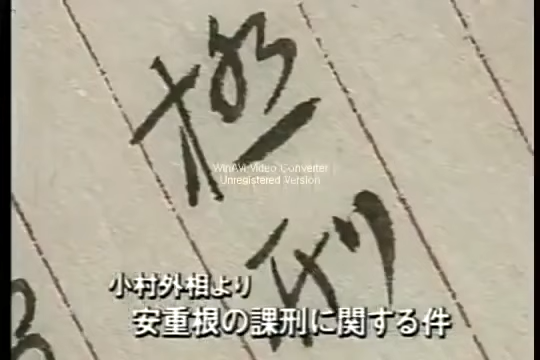 極刑
WinAVI Video Converter
Unregistered Version
小村外相より
安重根の課刑に関する件